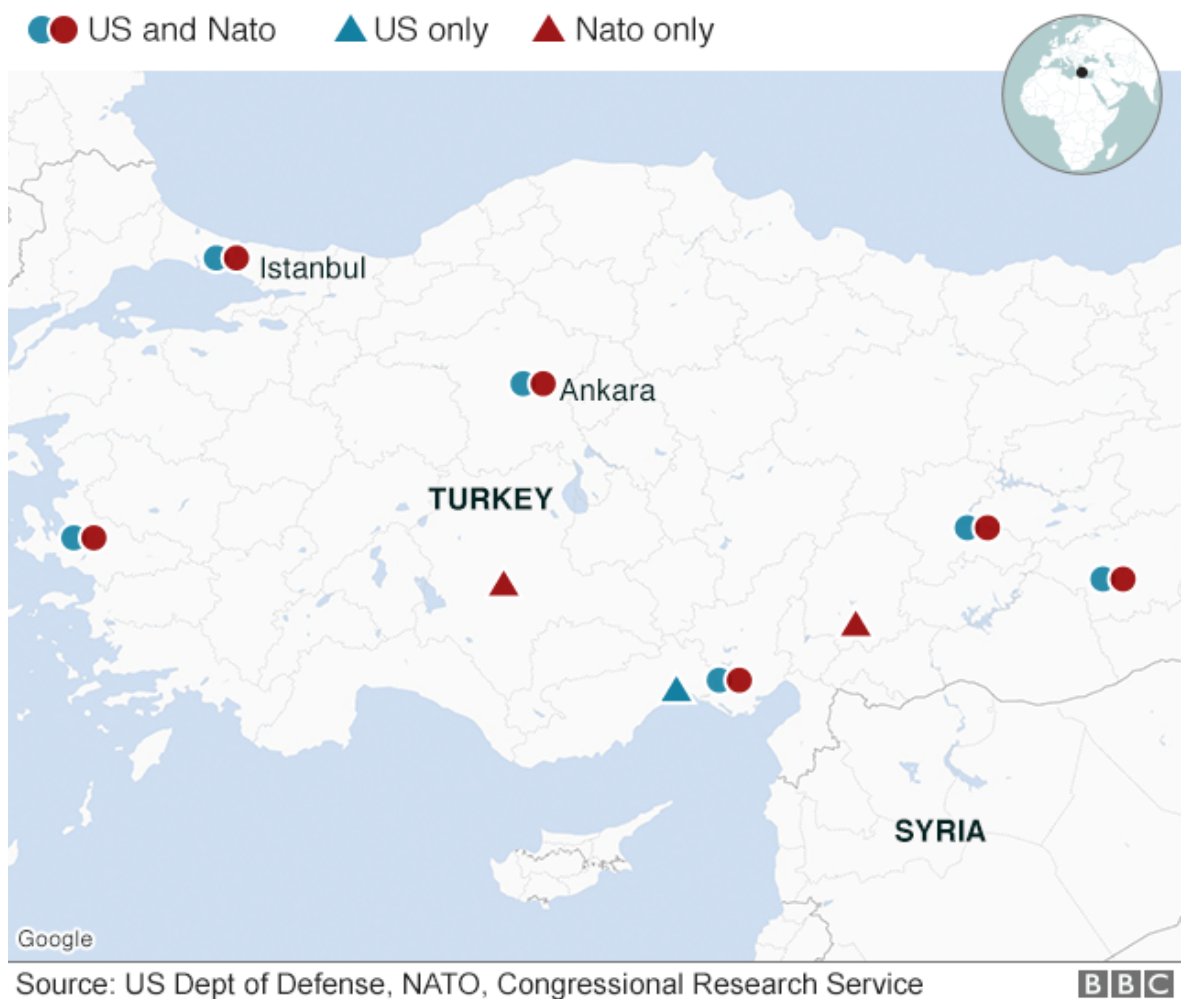 US and Nato US only Nato only
Istanbul
Ankara
TURKEY
SYRIA
Google
Source: US Dept of Defense, NATO, Congressional Research Service BBC